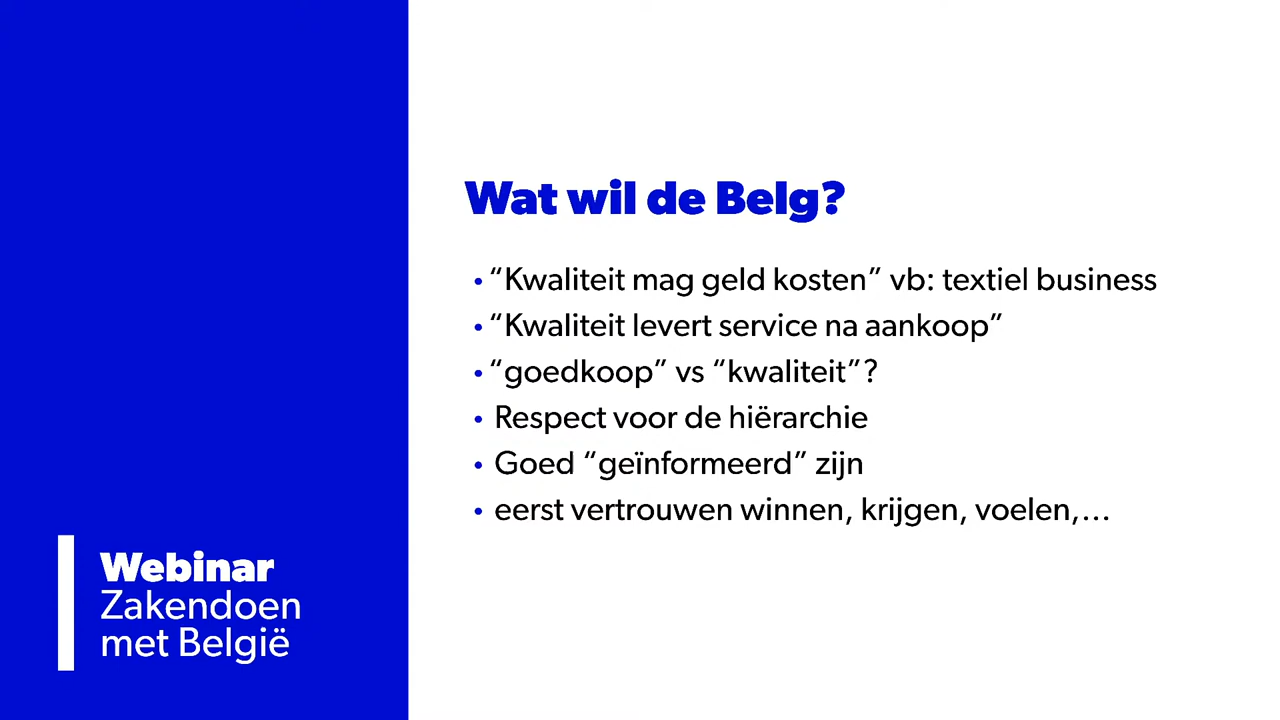 Wat wil de Belg?
• “Kwaliteit mag geld kosten” vb: textiel business
• “Kwaliteit levert service na aankoop”
• “goedkoop” vs “kwaliteit”?
• Respect voor de hiërarchie
• Goed “geïnformeerd” zijn
• eerst vertrouwen winnen, krijgen, voelen,...
Webinar
Zakendoen
met België